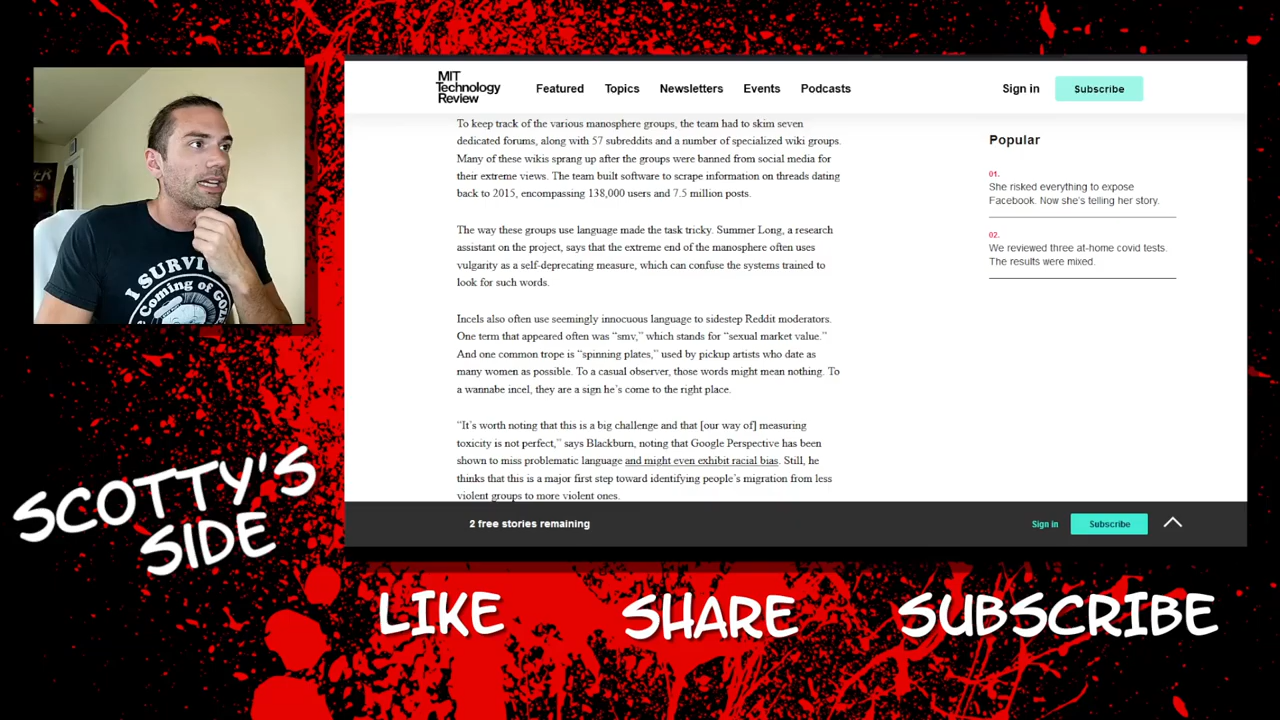 MIT
Technology
Review
Featured
Topics
Newsletters
Events
Podcasts
Sign in
Subscribe
To keep track of the various manosphere groups, the team had to skim seven
dedicated forums, along with 57 subreddits and a number of specialized wiki groups.
Many of these wikis sprang up after the groups were banned from social media for
their extreme views. The team built software to scrape information on threads dating
back to 2015, encompassing 138,000 users and 7.5 million posts.
The way these groups use language made the task tricky. Summer Long, a research
assistant on the project, says that the extreme end of the manosphere often uses
vulgarity as a self-deprecating measure, which can confuse the systems trained to
look for such words.
Incels also often use seemingly innocuous language to sidestep Reddit moderators.
One term that appeared often was “smv,” which stands for “sexual market value.”
And one common trope is “spinning plates,” used by pickup artists who date as
many women as possible. To a casual observer, those words might mean nothing. To
a wannabe incel, they are a sign he’s come to the right place.
“It’s worth noting that this is a big challenge and that [our way of] measuring
toxicity is not perfect,” says Blackburn, noting that Google Perspective has been
shown to miss problematic language and might even exhibit racial bias. Still, he
thinks that this is a major first step toward identifying people’s migration from less
violent groups to more violent ones.
Popular
01.
She risked everything to expose
Facebook. Now she’s telling her story.
02.
We reviewed three at-home covid tests.
The results were mixed.
2 free stories remaining
Sign in
Subscribe
I SURVIV
Coming of GOZE
SCOTTY'S
SIDE
LIKE
SHARE
SUBSCRIBE